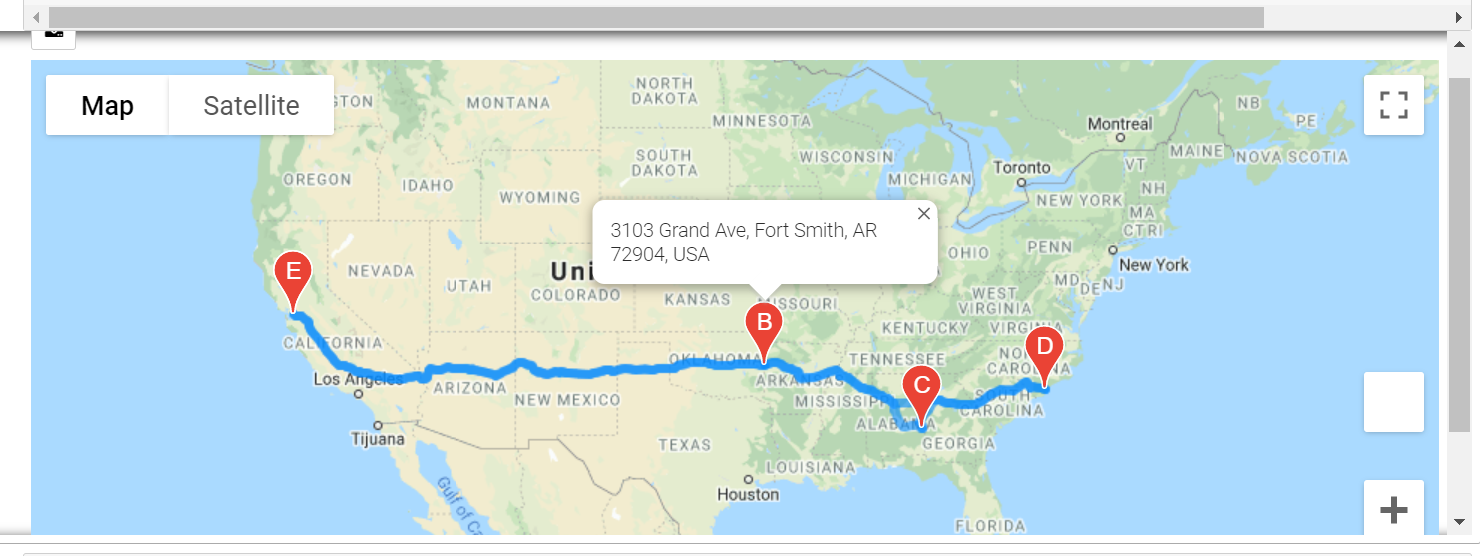 Map
Satellite
GTON
MONTANA
NORTH
DAKOTA
MINNESOTA
Montreal
NB
PE
MAINE
NOVA SCOTIA
OREGON
IDAHO
WYOMING
SOUTH
DAKOTA
WISCONSIN
MICHIGAN
Toronto
VT
NH
NEW YORK
MA
CT
RI
3103 Grand Ave, Fort Smith, AR
72904, USA
E
NEVADA
UTAH
Uni
COLORADO
KANSAS
MISSOURI
OHIO
PENN
New York
MD
DE
NJ
WEST
VIRGINIA
KENTUCKY
VIRGINIA
B
D
CALIFORNIA
Los Angeles
ARIZONA
NEW MEXICO
OKLAHOMA
ARKANSAS
TENNESSEE
NO
CAROLINA
C
MISSISSIPPI
ALABAMA
SOUTH
CAROLINA
GEORGIA
Tijuana
TEXAS
LOUISIANA
Houston
Gulf of Ca
FLORIDA